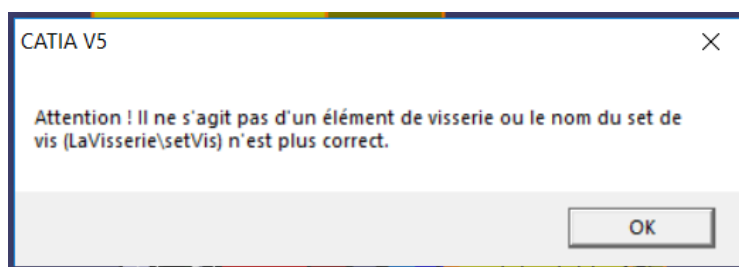 CATIA V5
Attention ! Il ne s'agit pas d'un élément de visserie ou le nom du set de
vis (LaVisserie\setVis) n'est plus correct.
OK